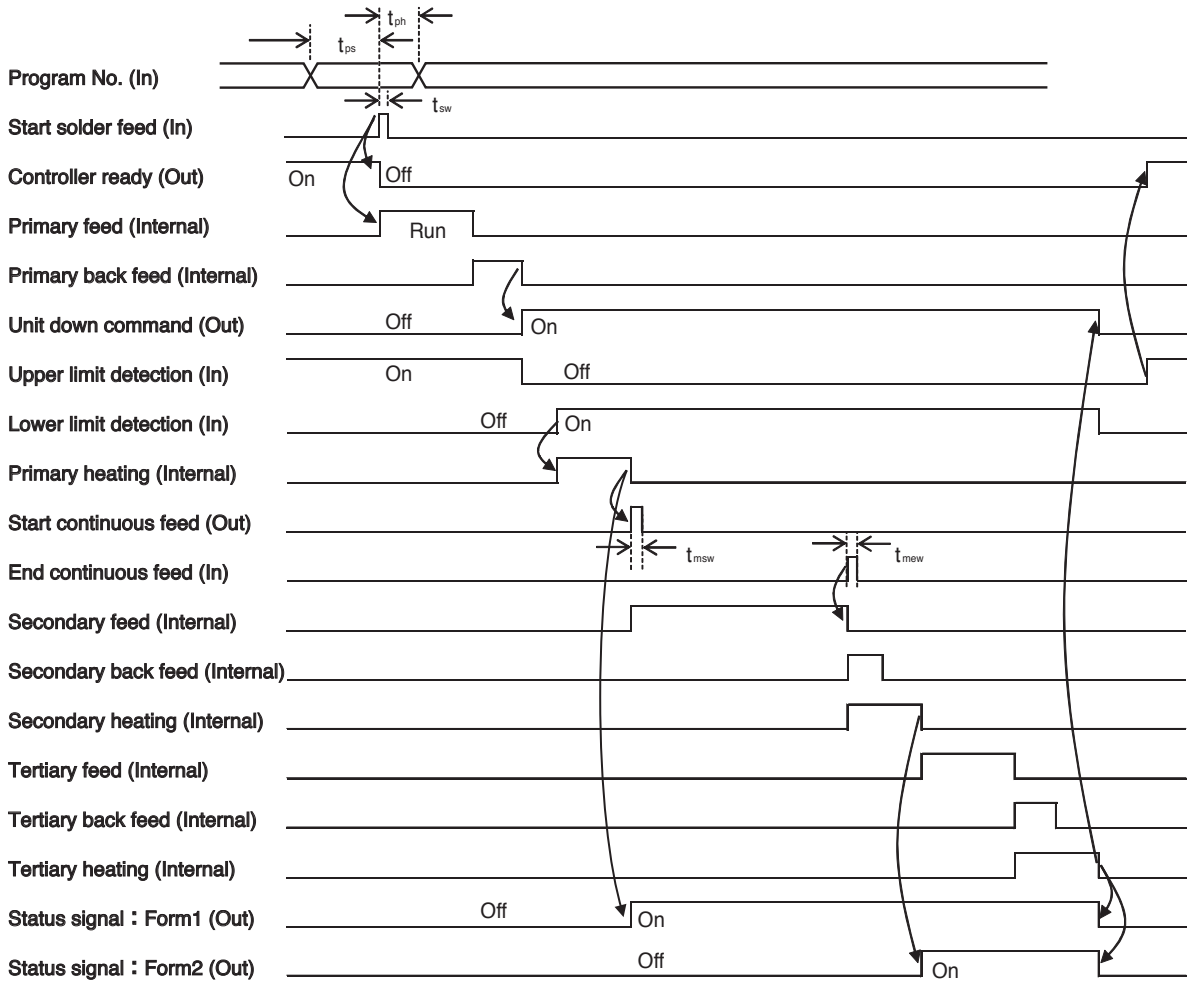 tph
tps
Program No. (In)
tsw
Start solder feed (In)
Controller ready (Out) On Off
Primary feed (Internal) Run
Primary back feed (Internal)
Unit down command (Out) Off On
Upper limit detection (In) On Off
Lower limit detection (In) Off On
Primary heating (Internal)
Start continuous feed (Out)
tmsw tmew
End continuous feed (In)
Secondary feed (Internal)
Secondary back feed (Internal)
Secondary heating (Internal)
Tertiary feed (Internal)
Tertiary back feed (Internal)
Tertiary heating (Internal)
Status signal：Form1 (Out) Off On
Status signal：Form2 (Out) Off On